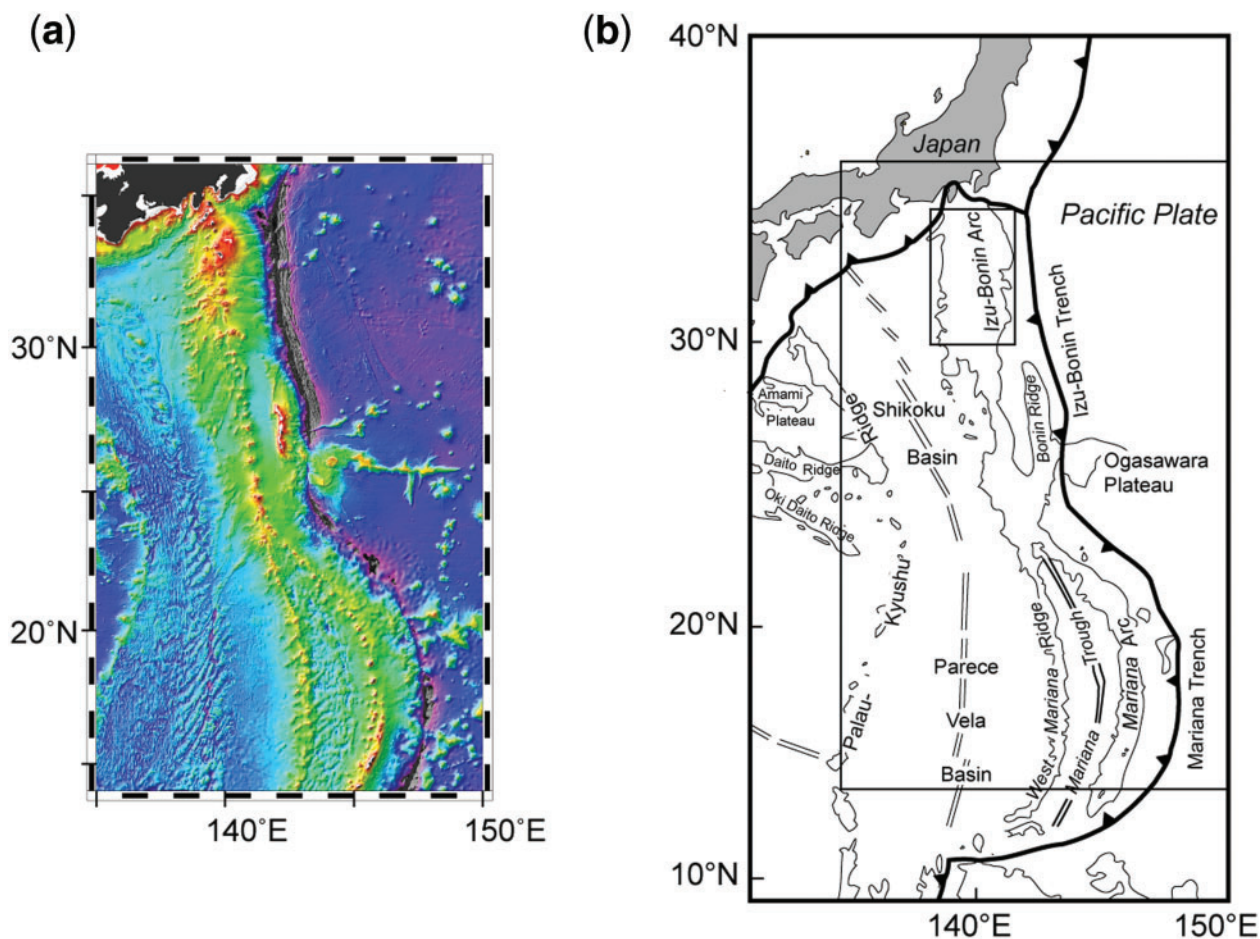 (a)
30°N
20°N
140°E
150°E
(b)
40°N
30°N
20°N
10°N
140°E
150°E
Japan
Pacific Plate
Izu-Bonin Arc
Izu-Bonin Trench
Amami
Plateau
Ridge
Shikoku
Basin
Bonin Ridge
Daito Ridge
Oki Daito Ridge
Ogasawara
Plateau
Kyushu
Palau-
Parece
Vela
Basin
West Mariana Ridge
Mariana Trough
Mariana Arc
Mariana Trench